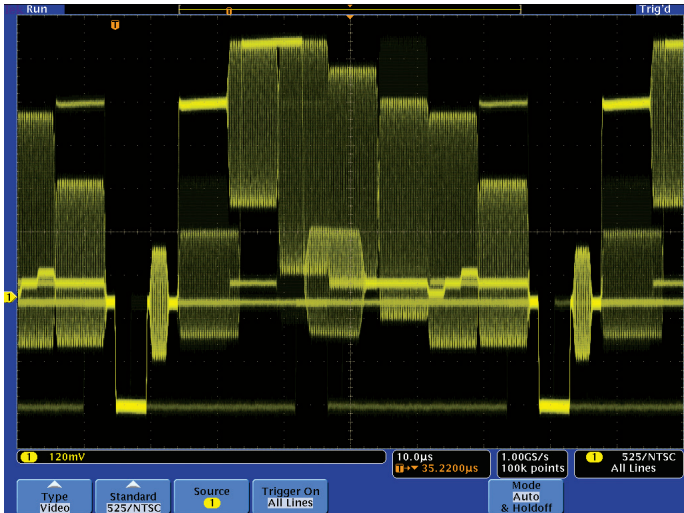 Run
T
T
Trig'd
1
1 120mV
10.0µs
T→▼ 35.2200µs
1.00GS/s
100k points
1 525/NTSC
All Lines
Type
Video
Standard
525/NTSC
Source
1
Trigger On
All Lines
Mode
Auto
& Holdoff